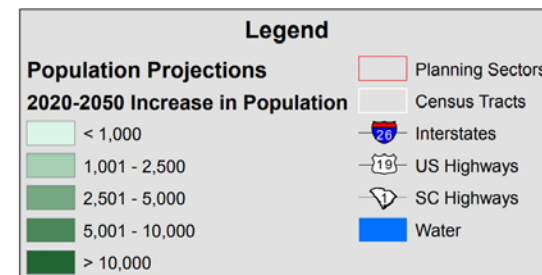 Legend
Population Projections
2020-2050 Increase in Population
< 1,000
1,001 - 2,500
2,501 - 5,000
5,001 - 10,000
> 10,000
Planning Sectors
Census Tracts
26 Interstates
19 US Highways
1 SC Highways
Water